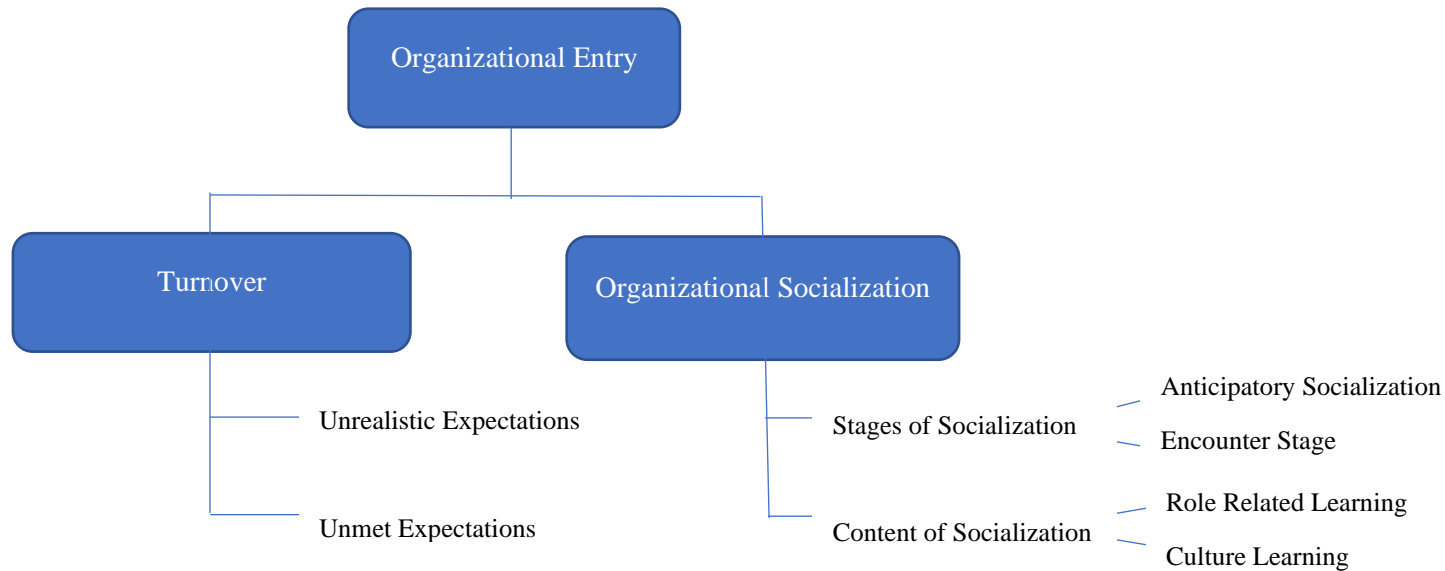 Organizational Entry
Turnover
Organizational Socialization
Unrealistic Expectations
Unmet Expectations
Stages of Socialization
Anticipatory Socialization
Encounter Stage
Content of Socialization
Role Related Learning
Culture Learning